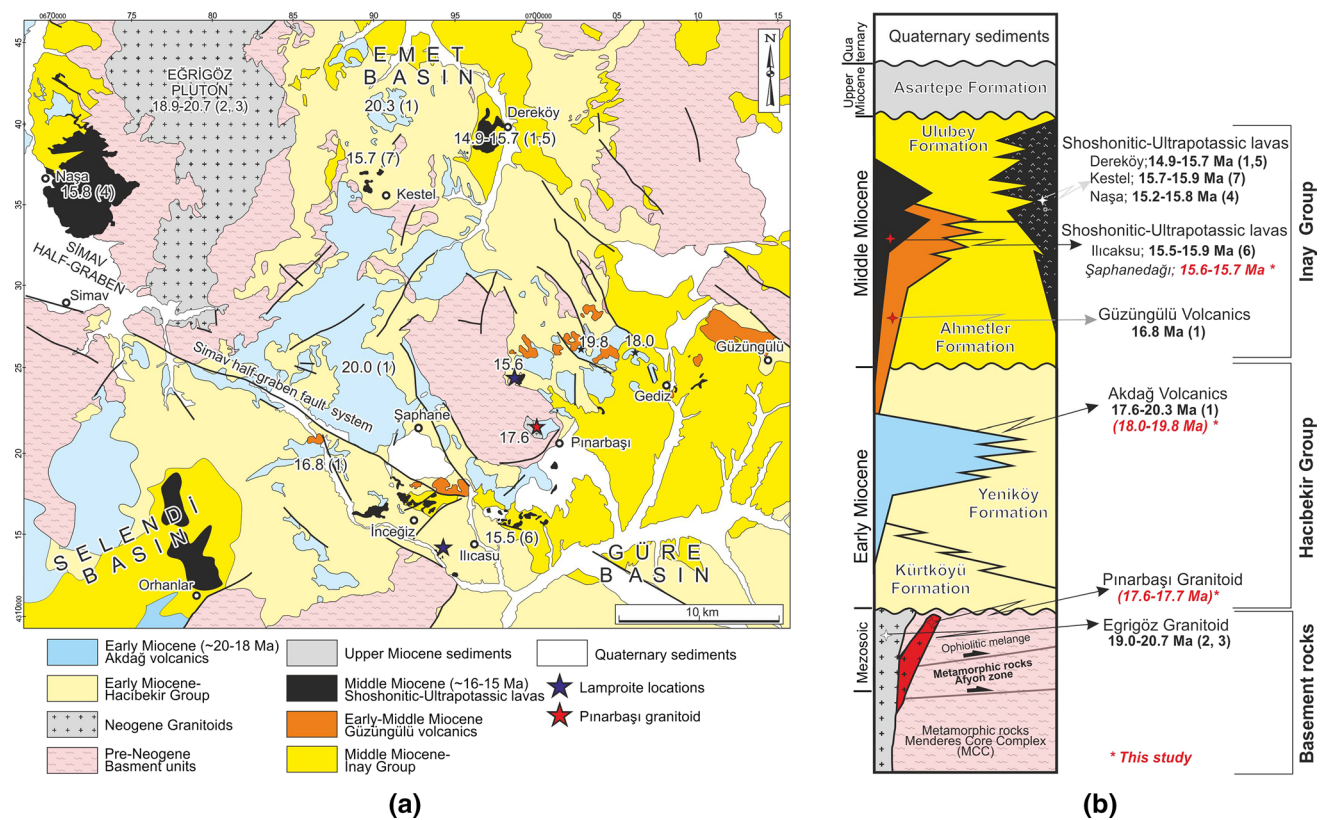 0670000
75
80
85
90
95
0700000
05
10
15
45
40
35
30
25
20
15
4310000
N
EĞRİGÖZ
PLUTON
18.9-20.7 (2, 3)
EMET
BASIN
20.3 (1)
Dereköy
14.9-15.7 (1,5)
15.7 (7)
Kestel
Naşa
15.8 (4)
SİMAV
HALF-GRABEN
Simav
Simav half-graben fault system
20.0 (1)
Şaphane
15.6
19.8
18.0
Güzüngülü
Gediz
17.6
Pınarbaşı
16.8 (1)
İnceğiz
Ilıcasu
15.5 (6)
SELENDİ
BASIN
Orhanlar
GÜRE
BASIN
10 km
Early Miocene (~20-18 Ma)
Akdağ volcanics
Early Miocene-
Hacıbekir Group
Neogene Granitoids
Pre-Neogene
Basment units
Upper Miocene sediments
Middle Miocene (~16-15 Ma)
Shoshonitic-Ultrapotassic lavas
Early-Middle Miocene
Güzüngülü volcanics
Middle Miocene-
Inay Group
Quaternary sediments
Lamproite locations
Pınarbaşı granitoid
(a)
Qua
ternary
Upper
Miocene
Middle Miocene
Early Miocene
Mezosoic
Quaternary sediments
Asartepe Formation
Ulubey
Formation
Ahmetler
Formation
Yeniköy
Formation
Kürtköyü
Formation
Ophiolitic melange
Metamorphic rocks
Afyon zone
Metamorphic rocks
Menderes Core Complex
(MCC)
Shoshonitic-Ultrapotassic lavas
Dereköy;14.9-15.7 Ma (1,5)
Kestel; 15.7-15.9 Ma (7)
Naşa; 15.2-15.8 Ma (4)
Shoshonitic-Ultrapotassic lavas
Ilıcaksu; 15.5-15.9 Ma (6)
Şaphanedağı; 15.6-15.7 Ma *
Güzüngülü Volcanics
16.8 Ma (1)
Akdağ Volcanics
17.6-20.3 Ma (1)
(18.0-19.8 Ma) *
Pınarbaşı Granitoid
(17.6-17.7 Ma)*
Egrigöz Granitoid
19.0-20.7 Ma (2, 3)
* This study
Inay Group
Hacıbekir Group
Basement rocks
(b)